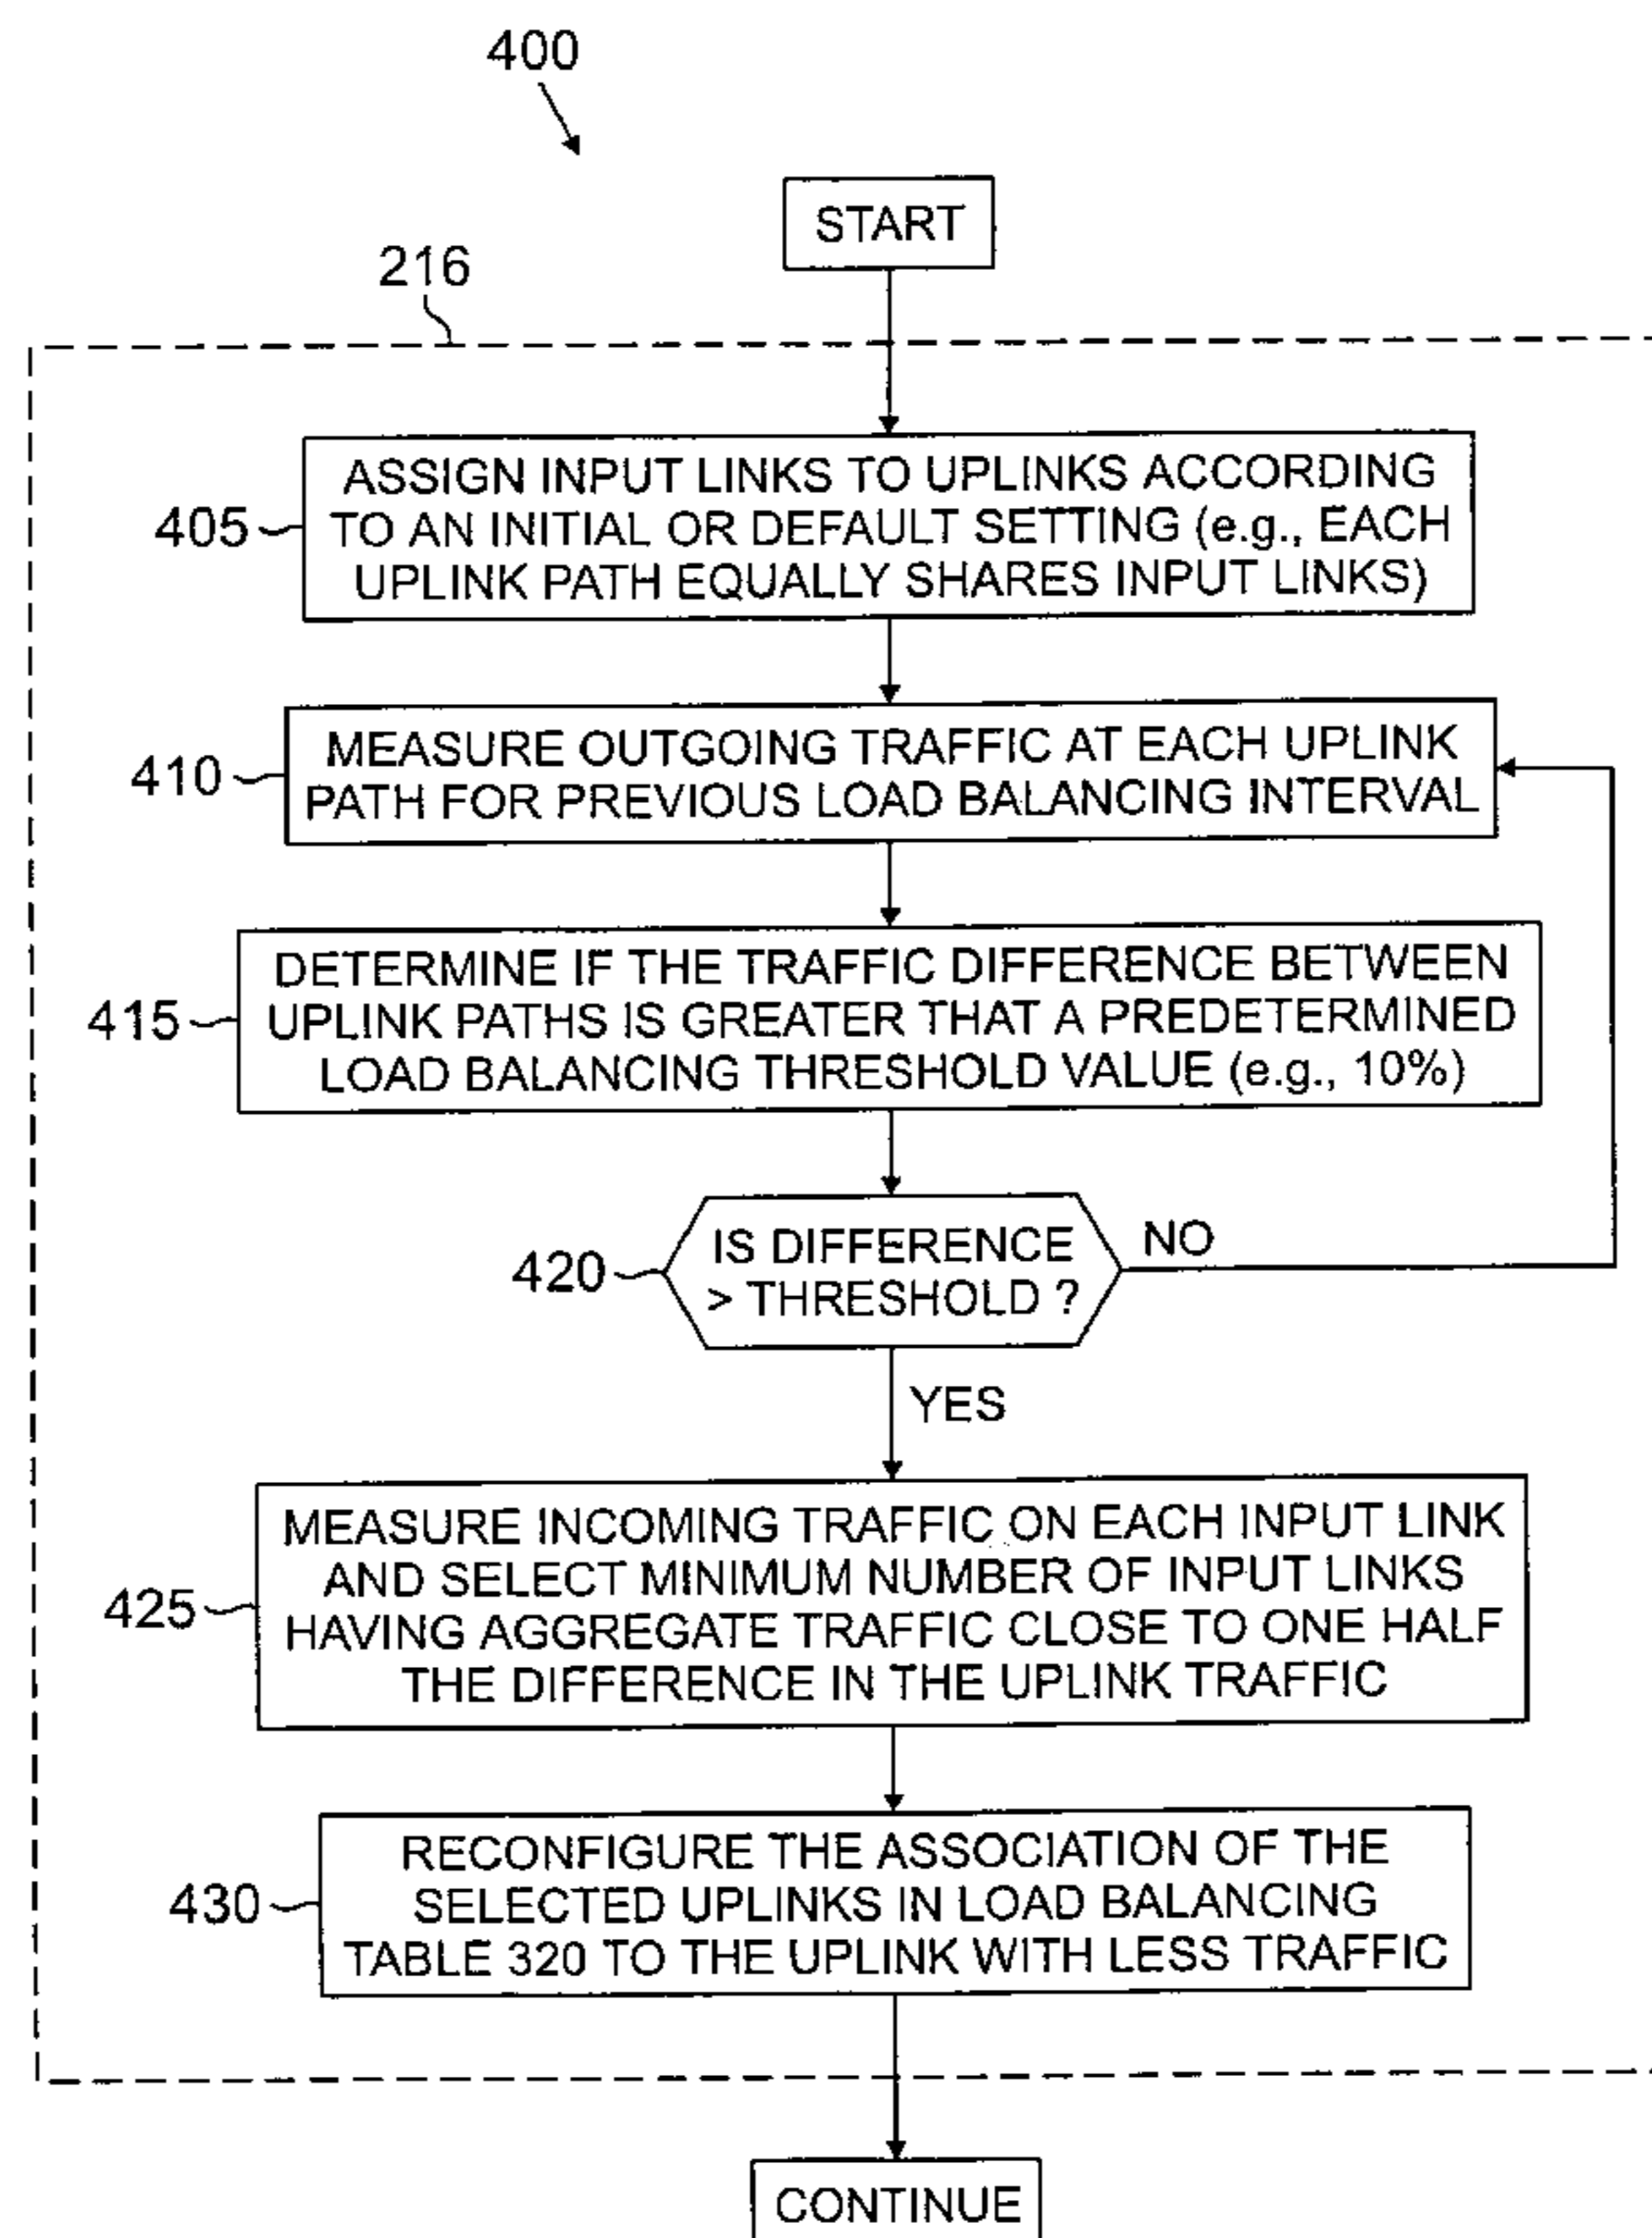 400
START
216
405
ASSIGN INPUT LINKS TO UPLINKS ACCORDING
TO AN INITIAL OR DEFAULT SETTING (e.g., EACH
UPLINK PATH EQUALLY SHARES INPUT LINKS)
410
MEASURE OUTGOING TRAFFIC AT EACH UPLINK
PATH FOR PREVIOUS LOAD BALANCING INTERVAL
415
DETERMINE IF THE TRAFFIC DIFFERENCE BETWEEN
UPLINK PATHS IS GREATER THAT A PREDETERMINED
LOAD BALANCING THRESHOLD VALUE (e.g., 10%)
420
IS DIFFERENCE
> THRESHOLD ?
NO
YES
425
MEASURE INCOMING TRAFFIC ON EACH INPUT LINK
AND SELECT MINIMUM NUMBER OF INPUT LINKS
HAVING AGGREGATE TRAFFIC CLOSE TO ONE HALF
THE DIFFERENCE IN THE UPLINK TRAFFIC
430
RECONFIGURE THE ASSOCIATION OF THE
SELECTED UPLINKS IN LOAD BALANCING
TABLE 320 TO THE UPLINK WITH LESS TRAFFIC
CONTINUE